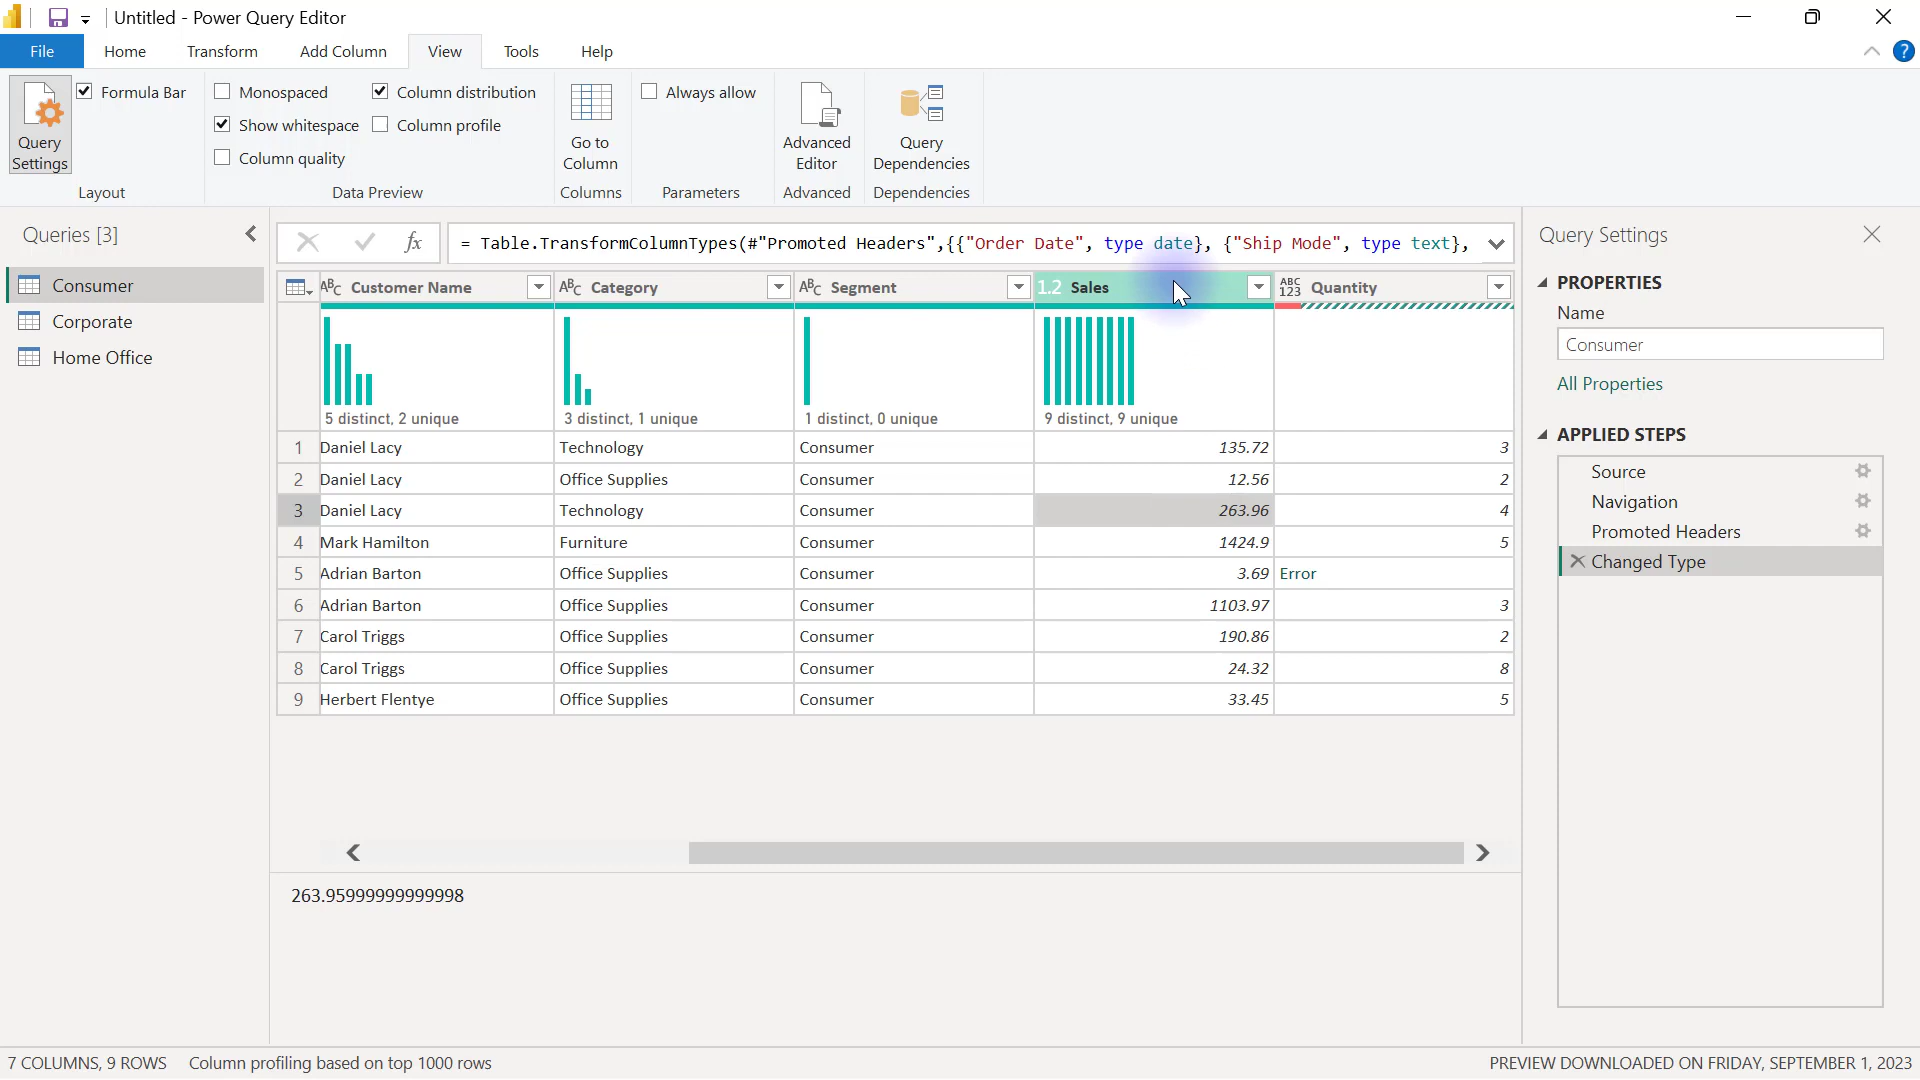 Untitled - Power Query Editor
File Home Transform Add Column View Tools Help
Query Settings
Formula Bar
Layout
Monospaced
Show whitespace
Column quality
Column distribution
Column profile
Data Preview
Go to Column
Columns
Always allow
Parameters
Advanced Editor
Advanced
Query Dependencies
Dependencies
Queries [3]
Consumer
Corporate
Home Office
fx
= Table.TransformColumnTypes(#"Promoted Headers",{{"Order Date", type date}, {"Ship Mode", type text},
ABC Customer Name ABC Category ABC Segment 1.2 Sales ABC 123 Quantity
5 distinct, 2 unique 3 distinct, 1 unique 1 distinct, 0 unique 9 distinct, 9 unique
1 Daniel Lacy Technology Consumer 135.72 3
2 Daniel Lacy Office Supplies Consumer 12.56 2
3 Daniel Lacy Technology Consumer 263.96 4
4 Mark Hamilton Furniture Consumer 1424.9 5
5 Adrian Barton Office Supplies Consumer 3.69 Error
6 Adrian Barton Office Supplies Consumer 1103.97 3
7 Carol Triggs Office Supplies Consumer 190.86 2
8 Carol Triggs Office Supplies Consumer 24.32 8
9 Herbert Flentye Office Supplies Consumer 33.45 5
263.95999999999998
Query Settings
PROPERTIES
Name
Consumer
All Properties
APPLIED STEPS
Source
Navigation
Promoted Headers
Changed Type
7 COLUMNS, 9 ROWS Column profiling based on top 1000 rows
PREVIEW DOWNLOADED ON FRIDAY, SEPTEMBER 1, 2023